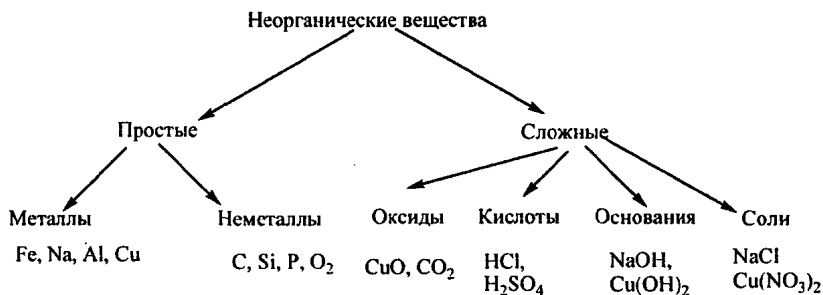 Неорганические вещества
Простые
Сложные
Металлы
Неметаллы
Оксиды
Кислоты
Основания
Соли
Fe, Na, Al, Cu
C, Si, P, O₂
CuO, CO₂
HCl,
H₂SO₄
NaOH,
Cu(OH)₂
NaCl
Cu(NO₃)₂